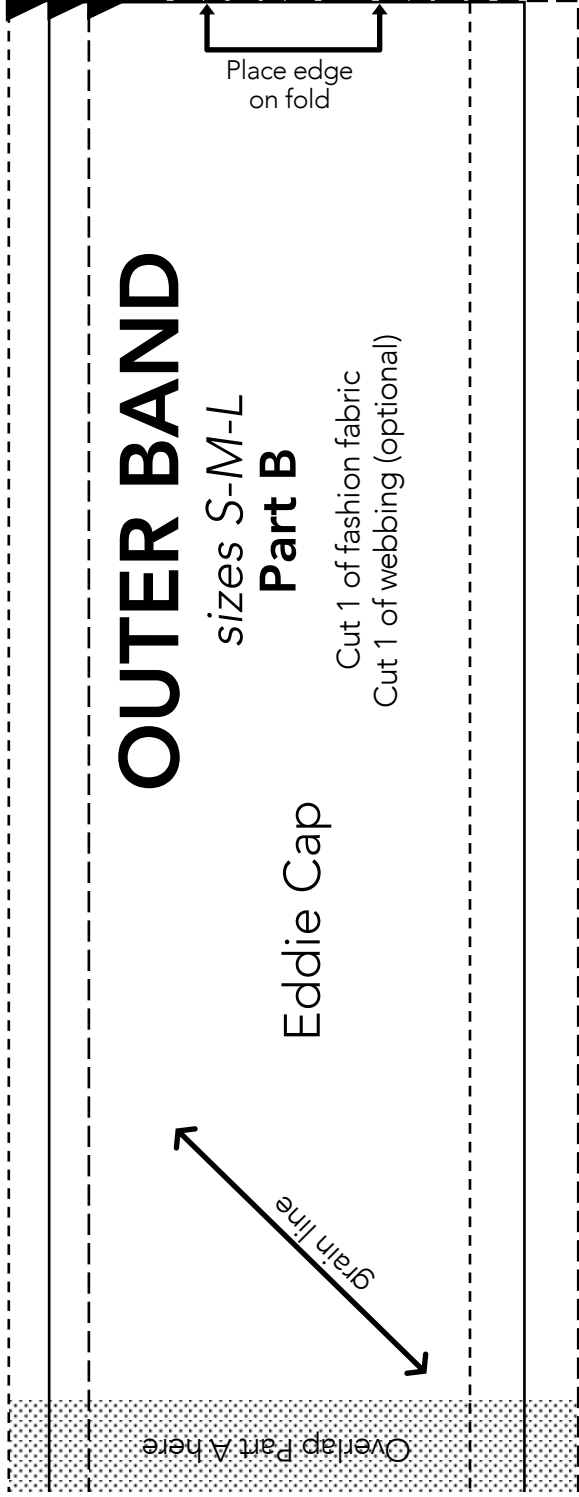 Place edge
on fold
OUTER BAND
sizes S-M-L
Part B
Cut 1 of fashion fabric
Cut 1 of webbing (optional)
Eddie Cap
grain line
Overlap Part A here